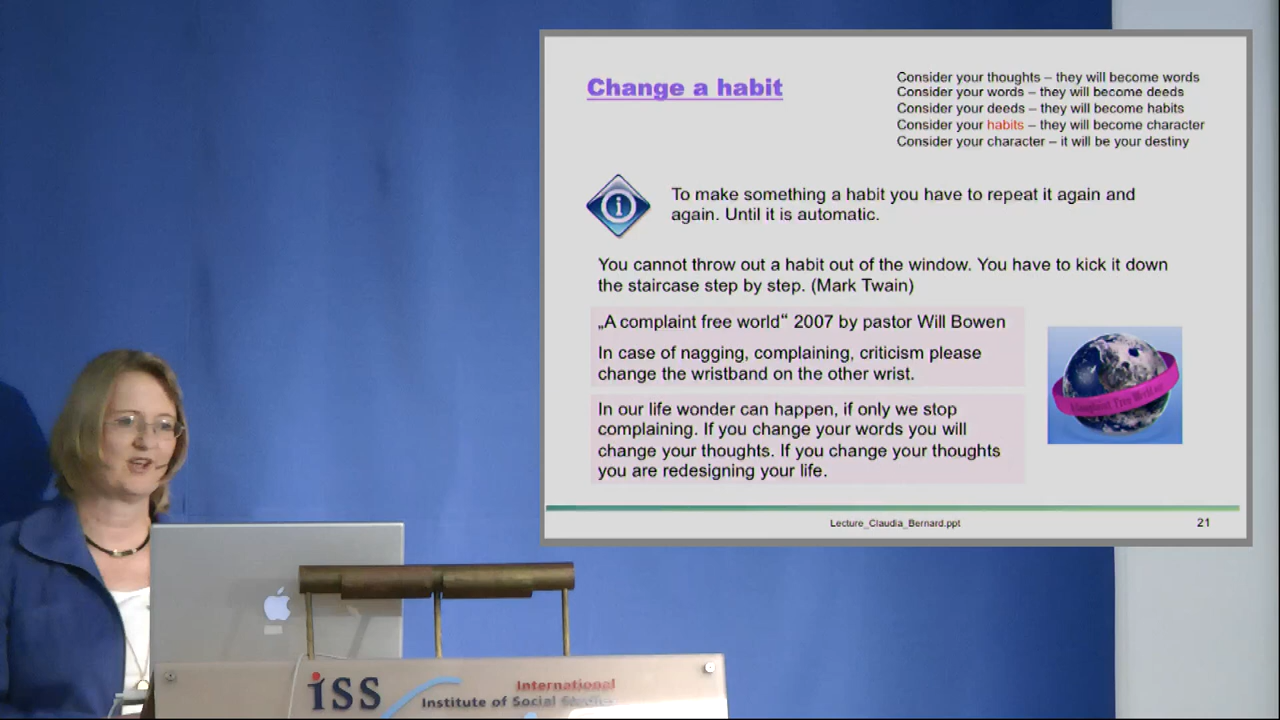 Change a habit
Consider your thoughts – they will become words
Consider your words – they will become deeds
Consider your deeds – they will become habits
Consider your habits – they will become character
Consider your character – it will be your destiny
To make something a habit you have to repeat it again and
again. Until it is automatic.
You cannot throw out a habit out of the window. You have to kick it down
the staircase step by step. (Mark Twain)
„A complaint free world“ 2007 by pastor Will Bowen
In case of nagging, complaining, criticism please
change the wristband on the other wrist.
In our life wonder can happen, if only we stop
complaining. If you change your words you will
change your thoughts. If you change your thoughts
you are redesigning your life.
Lecture_Claudia_Bernard.ppt
21
iSS
International
Institute of Social